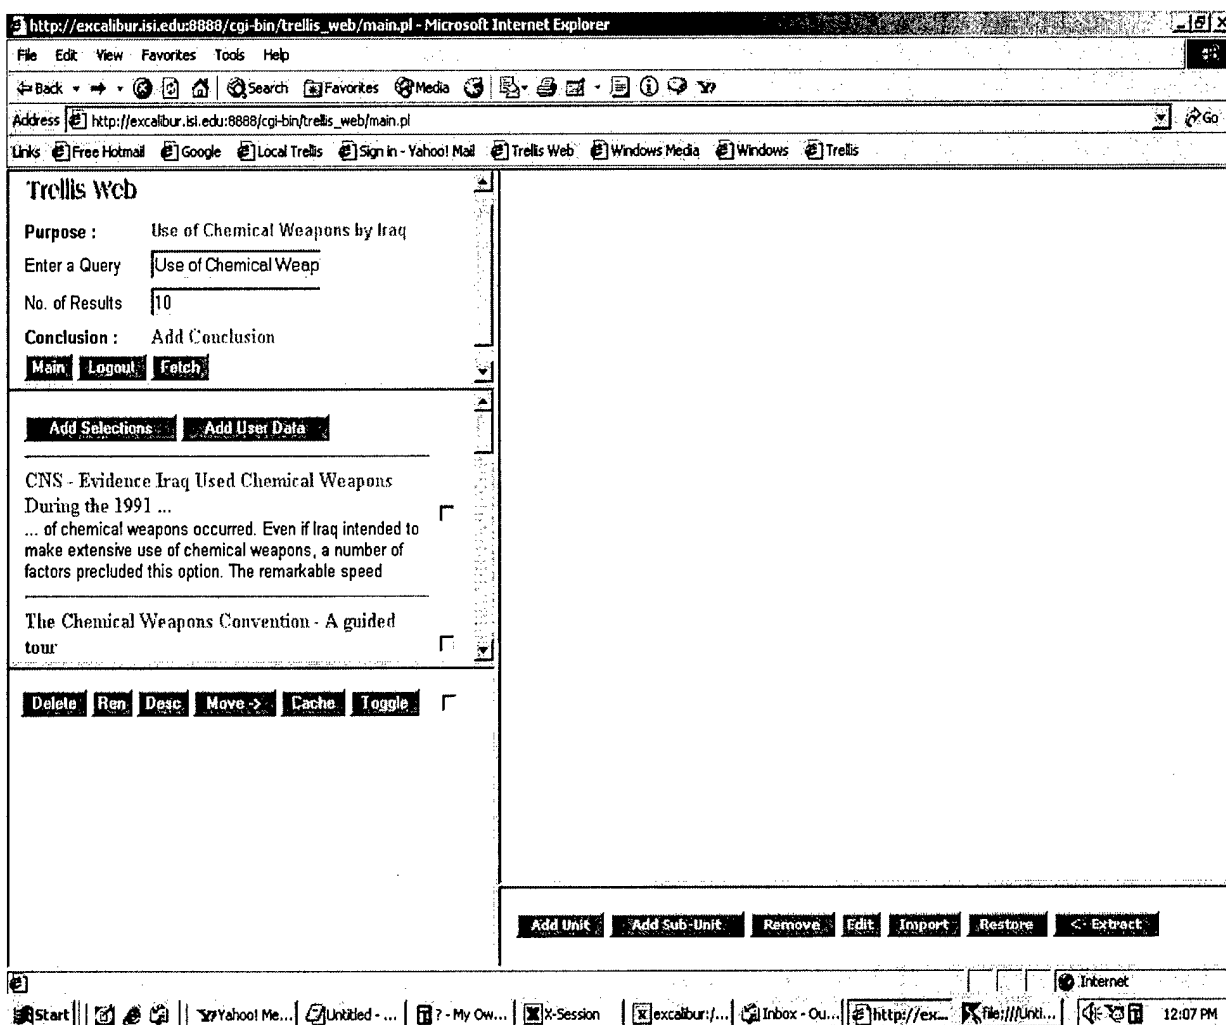 http://excalibur.isi.edu:8888/cgi-bin/trellis_web/main.pl - Microsoft Internet Explorer
File Edit View Favorites Tools Help
Back Search Favorites Media
Address http://excalibur.isi.edu:8888/cgi-bin/trellis_web/main.pl Go
Links Free Hotmail Google Local Trellis Sign in - Yahoo! Mail Trellis Web Windows Media Windows Trellis
Trellis Web
Purpose : Use of Chemical Weapons by Iraq
Enter a Query Use of Chemical Weap
No. of Results 10
Conclusion : Add Conclusion
Main Logout Fetch
Add Selections Add User Data
CNS - Evidence Iraq Used Chemical Weapons
During the 1991 ...
... of chemical weapons occurred. Even if Iraq intended to
make extensive use of chemical weapons, a number of
factors precluded this option. The remarkable speed
The Chemical Weapons Convention - A guided
tour
Delete Ren Desc Move -> Cache Toggle
Add Unit Add Sub-Unit Remove Edit Import Restore <- Extract
Internet
Start Yahoo! Me... Untitled - ... ? - My Ow... X-Session excalibur:/... Inbox - Ou... http://ex... file:///Unti... 12:07 PM